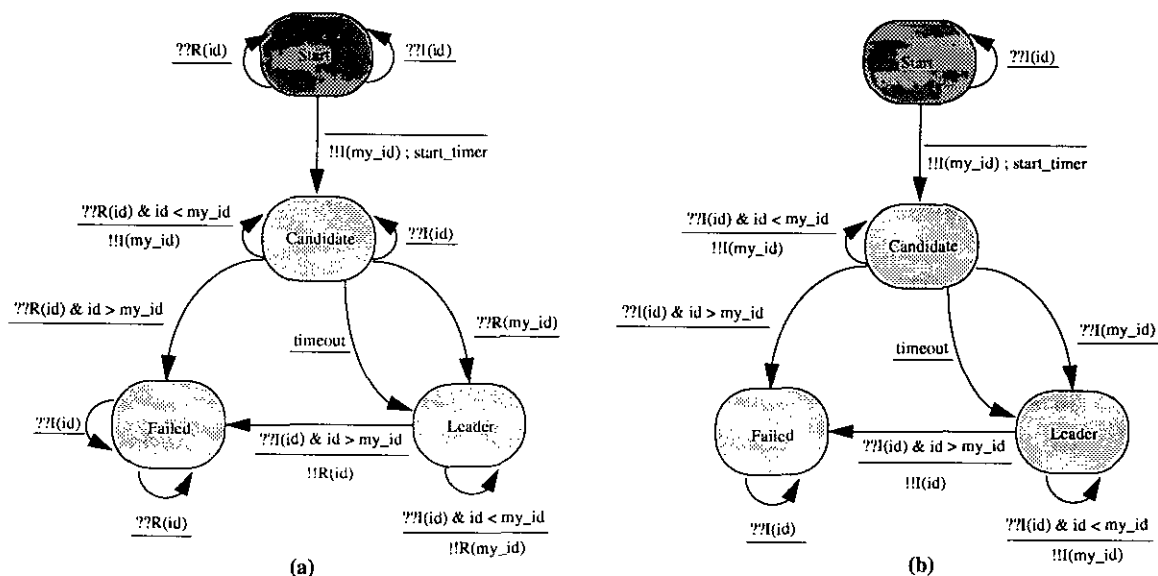 ??R(id)
Start
??I(id)
!!I(my_id) ; start_timer
??R(id) & id < my_id
!!I(my_id)
Candidate
??I(id)
??R(id) & id > my_id
timeout
??R(my_id)
??I(id)
Failed
??I(id) & id > my_id
!!R(id)
Leader
??R(id)
??I(id) & id < my_id
!!R(my_id)
(a)
Start
??I(id)
!!I(my_id) ; start_timer
??I(id) & id < my_id
!!I(my_id)
Candidate
??I(id) & id > my_id
timeout
??I(my_id)
Failed
??I(id) & id > my_id
!!I(id)
Leader
??I(id)
??I(id) & id < my_id
!!I(my_id)
(b)